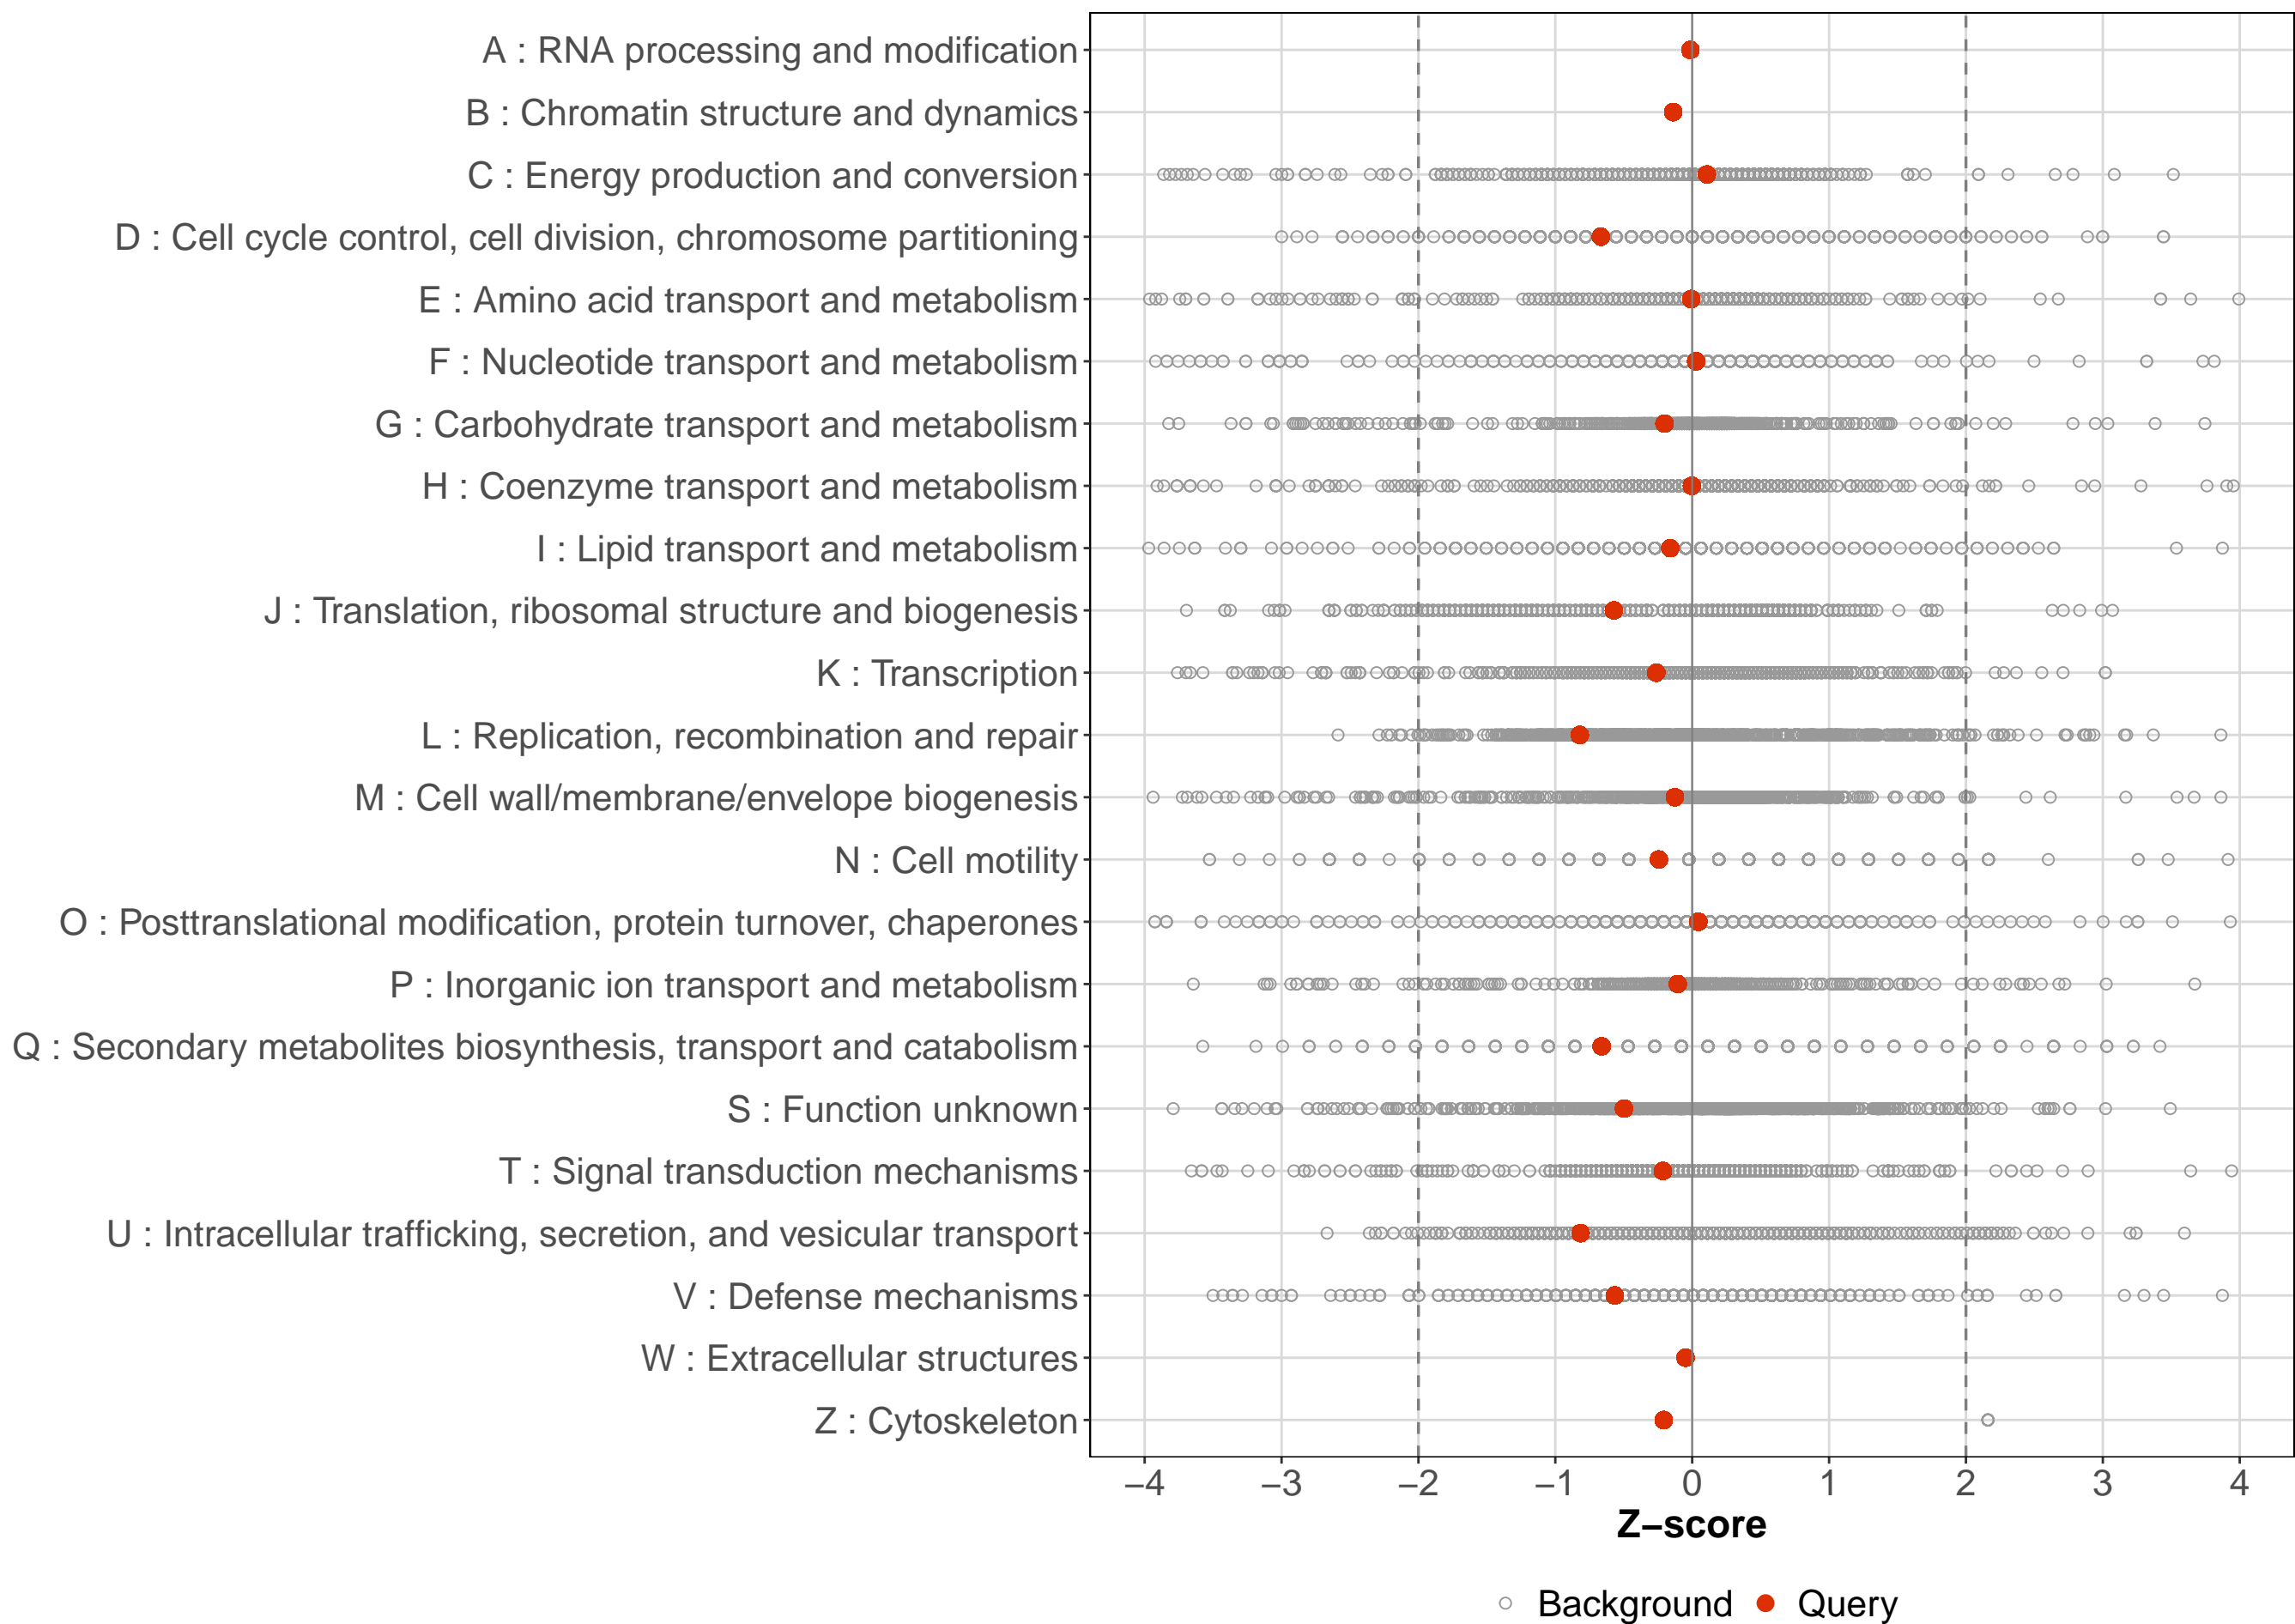 A : RNA processing and modification
B : Chromatin structure and dynamics
C : Energy production and conversion
D : Cell cycle control, cell division, chromosome partitioning
E : Amino acid transport and metabolism
F : Nucleotide transport and metabolism
G : Carbohydrate transport and metabolism
H : Coenzyme transport and metabolism
I : Lipid transport and metabolism
J : Translation, ribosomal structure and biogenesis
K : Transcription
L : Replication, recombination and repair
M : Cell wall/membrane/envelope biogenesis
N : Cell motility
O : Posttranslational modification, protein turnover, chaperones
P : Inorganic ion transport and metabolism
Q : Secondary metabolites biosynthesis, transport and catabolism
S : Function unknown
T : Signal transduction mechanisms
U : Intracellular trafficking, secretion, and vesicular transport
V : Defense mechanisms
W : Extracellular structures
Z : Cytoskeleton
−4 −3 −2 −1 0 1 2 3 4
Z−score
Background Query